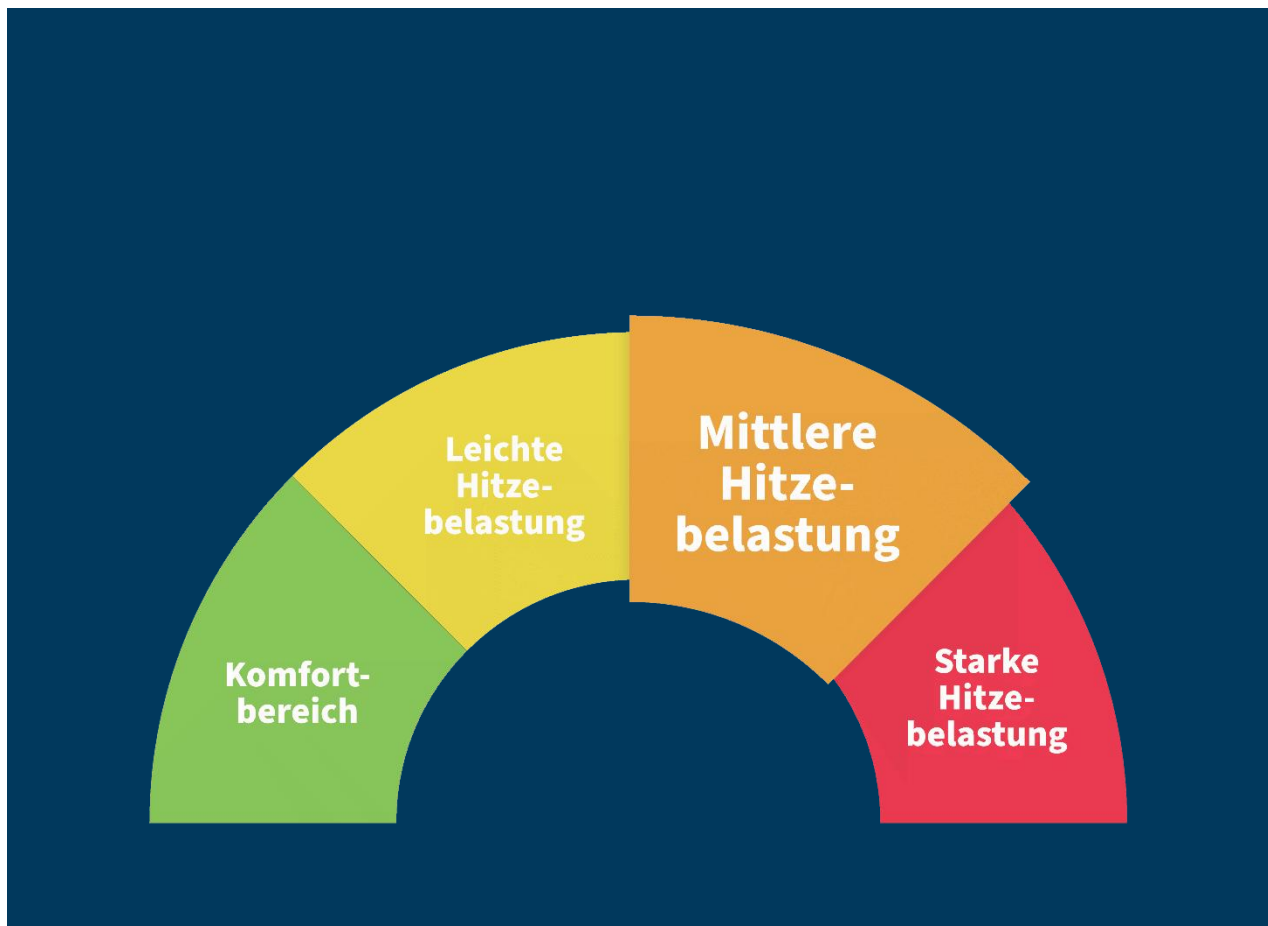 Komfort-
bereich
Leichte
Hitze-
belastung
Mittlere
Hitze-
belastung
Starke
Hitze-
belastung